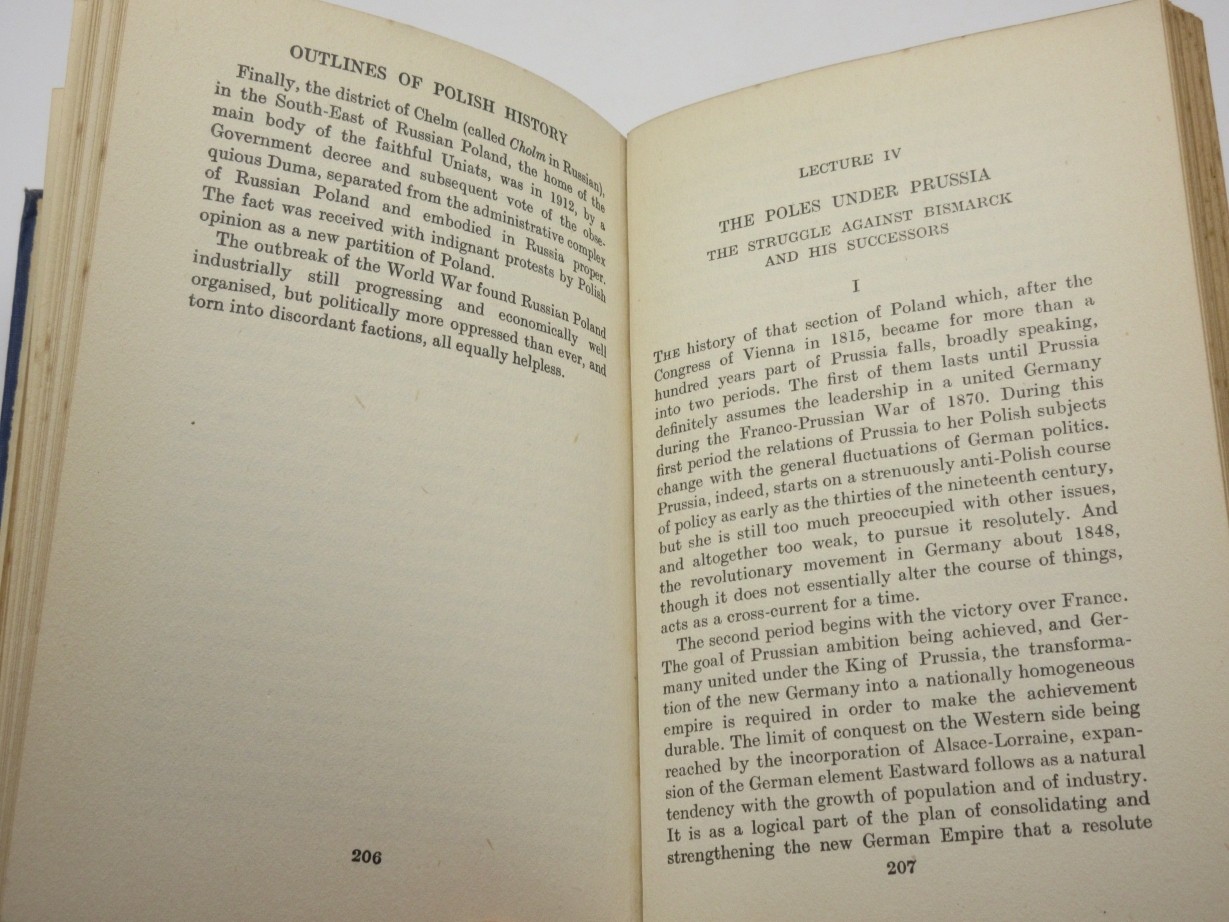 OUTLINES OF POLISH HISTORY
Finally, the district of Chelm (called Cholm in Russian),
in the South-East of Russian Poland, the home of the
main body of the faithful Uniats, was in 1912, by a
Government decree and subsequent vote of the obse-
quious Duma, separated from the administrative complex
of Russian Poland and embodied in Russia proper.
The fact was received with indignant protests by Polish
opinion as a new partition of Poland.
The outbreak of the World War found Russian Poland
industrially still progressing and economically well
organised, but politically more oppressed than ever, and
torn into discordant factions, all equally helpless.
206
LECTURE IV
THE POLES UNDER PRUSSIA
THE STRUGGLE AGAINST BISMARCK
AND HIS SUCCESSORS
I
THE history of that section of Poland which, after the
Congress of Vienna in 1815, became for more than a
hundred years part of Prussia falls, broadly speaking,
into two periods. The first of them lasts until Prussia
definitely assumes the leadership in a united Germany
during the Franco-Prussian War of 1870. During this
first period the relations of Prussia to her Polish subjects
change with the general fluctuations of German politics.
Prussia, indeed, starts on a strenuously anti-Polish course
of policy as early as the thirties of the nineteenth century,
but she is still too much preoccupied with other issues,
and altogether too weak, to pursue it resolutely. And
the revolutionary movement in Germany about 1848,
though it does not essentially alter the course of things,
acts as a cross-current for a time.
The second period begins with the victory over France.
The goal of Prussian ambition being achieved, and Ger-
many united under the King of Prussia, the transforma-
tion of the new Germany into a nationally homogeneous
empire is required in order to make the achievement
durable. The limit of conquest on the Western side being
reached by the incorporation of Alsace-Lorraine, expan-
sion of the German element Eastward follows as a natural
tendency with the growth of population and of industry.
It is as a logical part of the plan of consolidating and
strengthening the new German Empire that a resolute
207